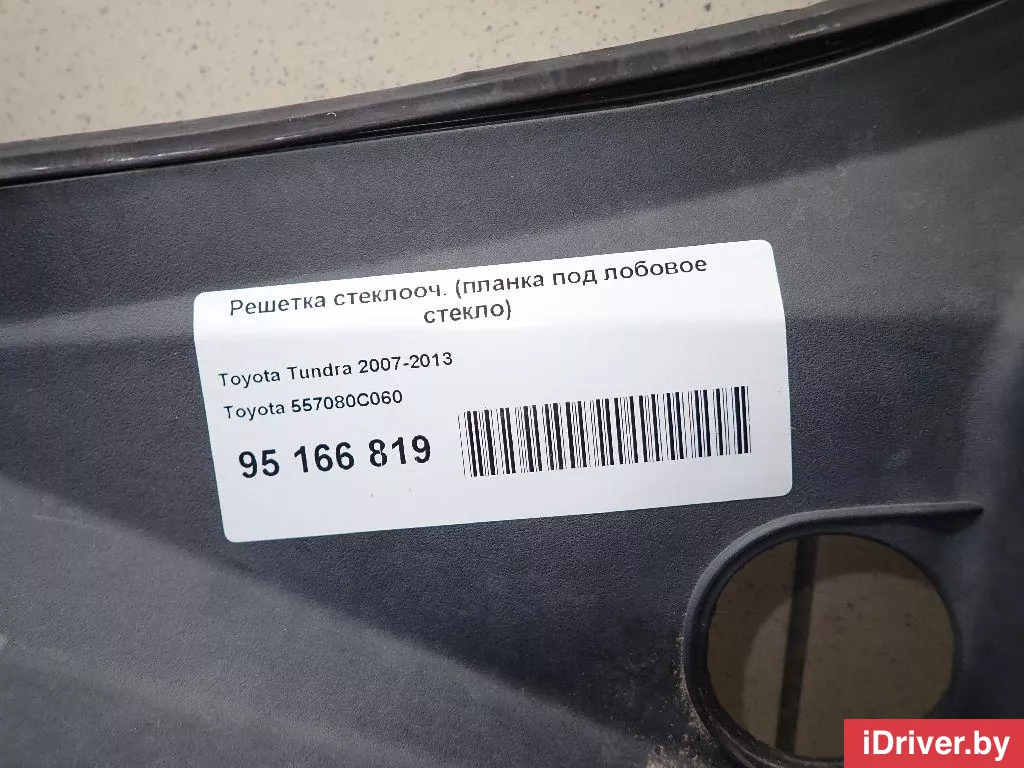 Решетка стеклооч. (планка под лобовое
стекло)
Toyota Tundra 2007-2013
Toyota 557080C060
95 166 819
iDriver.by